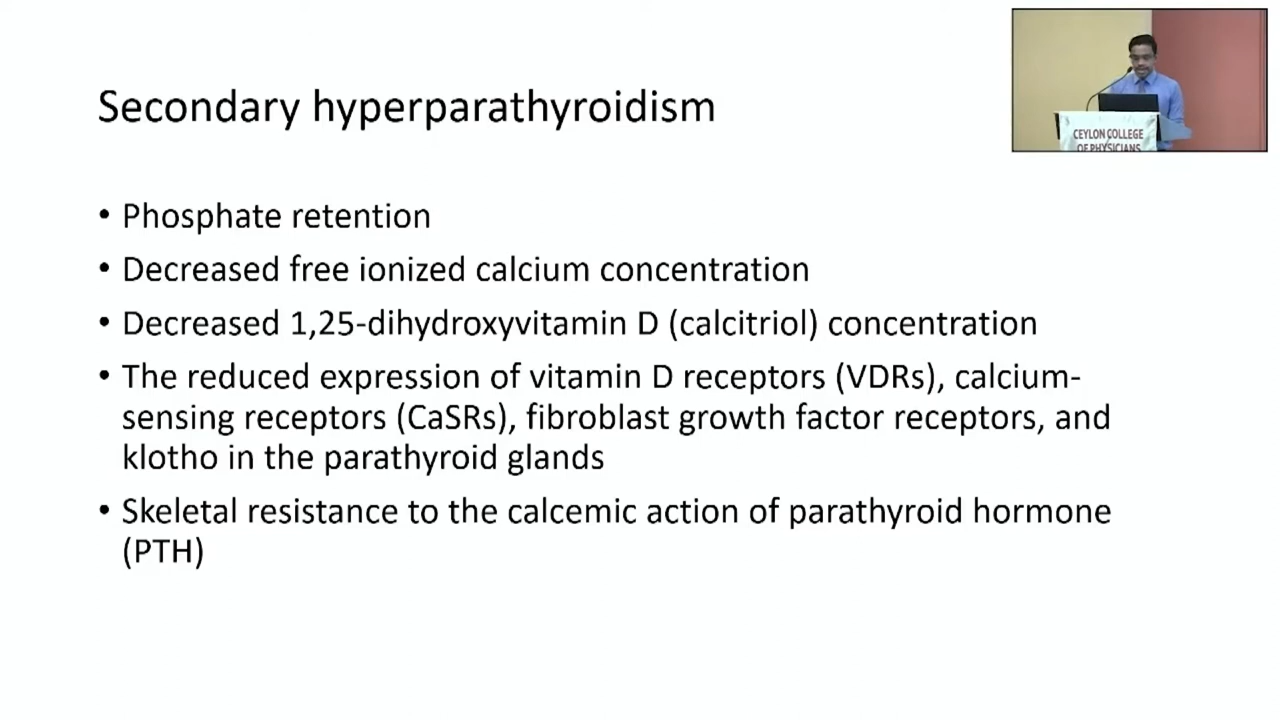 Secondary hyperparathyroidism
CEYLON COLLEGE
OF PHYSICIANS
• Phosphate retention
• Decreased free ionized calcium concentration
• Decreased 1,25-dihydroxyvitamin D (calcitriol) concentration
• The reduced expression of vitamin D receptors (VDRs), calcium-
sensing receptors (CaSRs), fibroblast growth factor receptors, and
klotho in the parathyroid glands
• Skeletal resistance to the calcemic action of parathyroid hormone
(PTH)